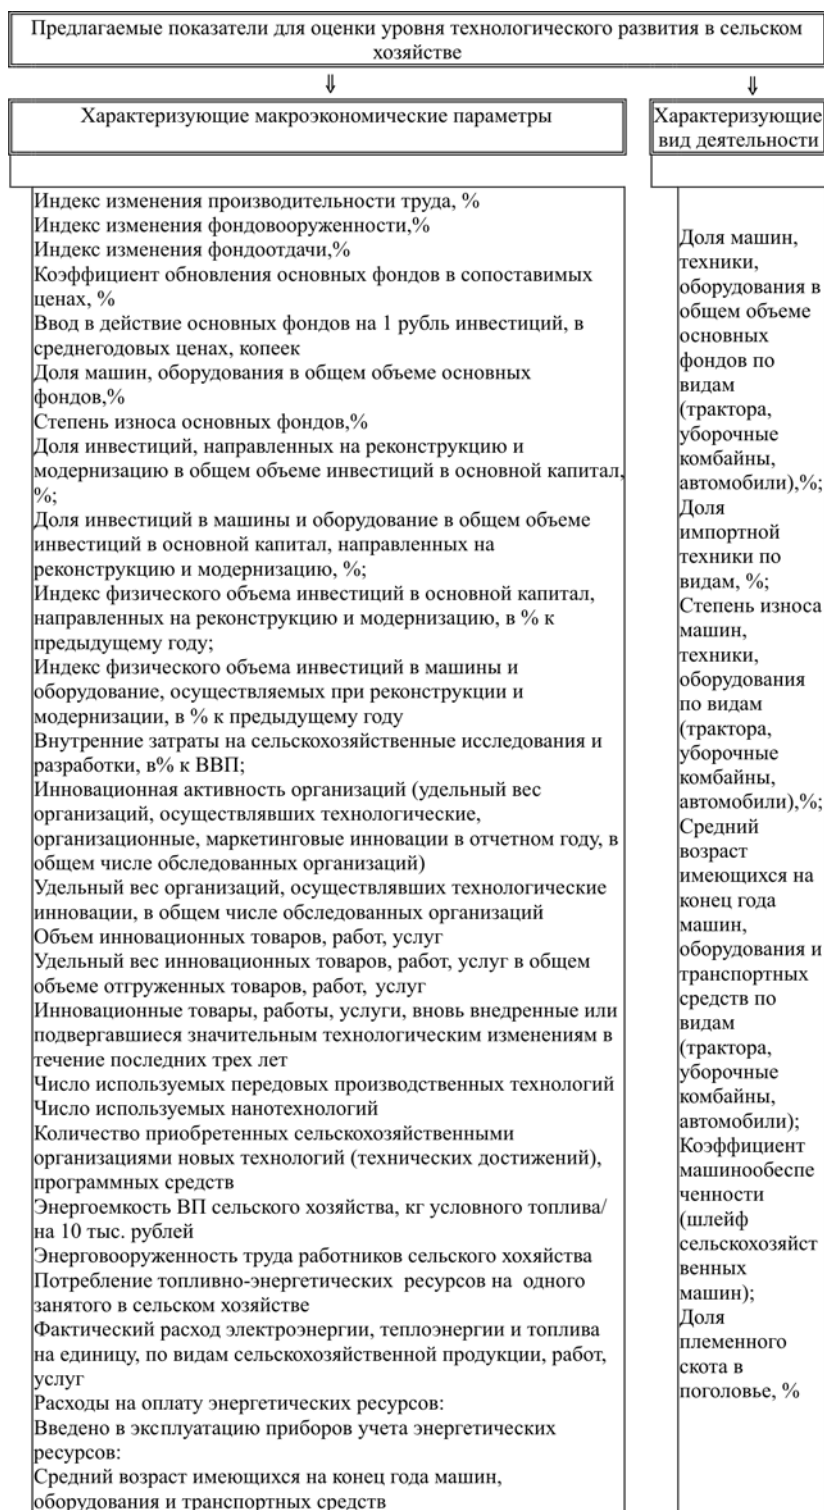 Предлагаемые показатели для оценки уровня технологического развития в сельском
хозяйстве
⇓
⇓
Характеризующие макроэкономические параметры
Характеризующие
вид деятельности
Индекс изменения производительности труда, %
Индекс изменения фондовооруженности,%
Индекс изменения фондоотдачи,%
Коэффициент обновления основных фондов в сопоставимых
ценах, %
Ввод в действие основных фондов на 1 рубль инвестиций, в
среднегодовых ценах, копеек
Доля машин, оборудования в общем объеме основных
фондов,%
Степень износа основных фондов,%
Доля инвестиций, направленных на реконструкцию и
модернизацию в общем объеме инвестиций в основной капитал,
%;
Доля инвестиций в машины и оборудование в общем объеме
инвестиций в основной капитал, направленных на
реконструкцию и модернизацию, %;
Индекс физического объема инвестиций в основной капитал,
направленных на реконструкцию и модернизацию, в % к
предыдущему году;
Индекс физического объема инвестиций в машины и
оборудование, осуществляемых при реконструкции и
модернизации, в % к предыдущему году
Внутренние затраты на сельскохозяйственные исследования и
разработки, в% к ВВП;
Инновационная активность организаций (удельный вес
организаций, осуществлявших технологические,
организационные, маркетинговые инновации в отчетном году, в
общем числе обследованных организаций)
Удельный вес организаций, осуществлявших технологические
инновации, в общем числе обследованных организаций
Объем инновационных товаров, работ, услуг
Удельный вес инновационных товаров, работ, услуг в общем
объеме отгруженных товаров, работ, услуг
Инновационные товары, работы, услуги, вновь внедренные или
подвергавшиеся значительным технологическим изменениям в
течение последних трех лет
Число используемых передовых производственных технологий
Число используемых нанотехнологий
Количество приобретенных сельскохозяйственными
организациями новых технологий (технических достижений),
программных средств
Энергоемкость ВП сельского хозяйства, кг условного топлива/
на 10 тыс. рублей
Энерговооруженность труда работников сельского хохяйства
Потребление топливно-энергетических ресурсов на одного
занятого в сельском хозяйстве
Фактический расход электроэнергии, теплоэнергии и топлива
на единицу, по видам сельскохозяйственной продукции, работ,
услуг
Расходы на оплату энергетических ресурсов:
Введено в эксплуатацию приборов учета энергетических
ресурсов:
Средний возраст имеющихся на конец года машин,
оборудования и транспортных средств
Доля машин,
техники,
оборудования в
общем объеме
основных
фондов по
видам
(трактора,
уборочные
комбайны,
автомобили),%;
Доля
импортной
техники по
видам, %;
Степень износа
машин,
техники,
оборудования
по видам
(трактора,
уборочные
комбайны,
автомобили),%;
Средний
возраст
имеющихся на
конец года
машин,
оборудования и
транспортных
средств по
видам
(трактора,
уборочные
комбайны,
автомобили);
Коэффициент
машинообеспе
ченности
(шлейф
сельскохозяйст
венных
машин);
Доля
племенного
скота в
поголовье, %